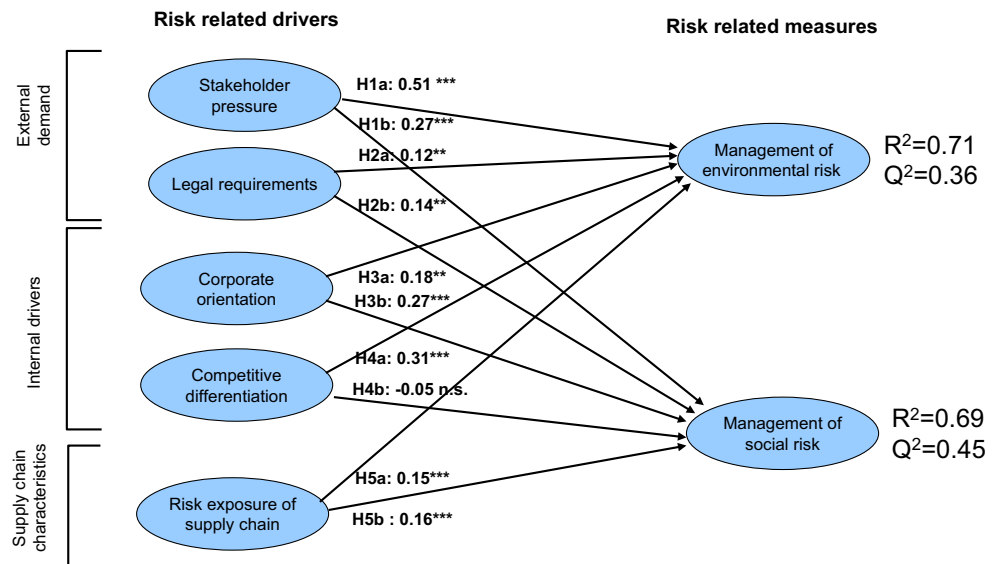 Risk related drivers
Risk related measures
External
demand
Stakeholder
pressure
Legal requirements
Internal drivers
Corporate
orientation
Competitive
differentiation
Supply chain
characteristics
Risk exposure of
supply chain
H1a: 0.51 ***
H1b: 0.27***
H2a: 0.12**
H2b: 0.14**
H3a: 0.18**
H3b: 0.27***
H4a: 0.31***
H4b: -0.05 n.s.
H5a: 0.15***
H5b : 0.16***
Management of
environmental risk
R²=0.71
Q²=0.36
Management of
social risk
R²=0.69
Q²=0.45